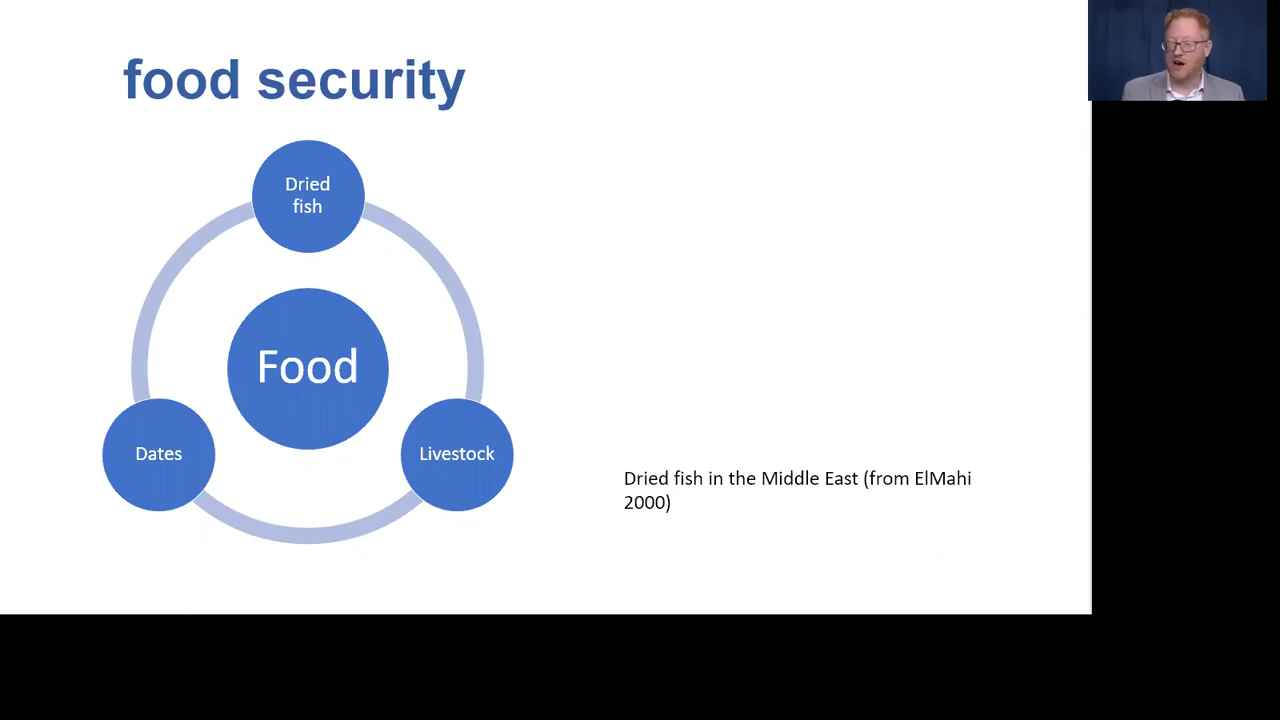 food security
Dried
fish
Food
Dates
Livestock
Dried fish in the Middle East (from ElMahi
2000)